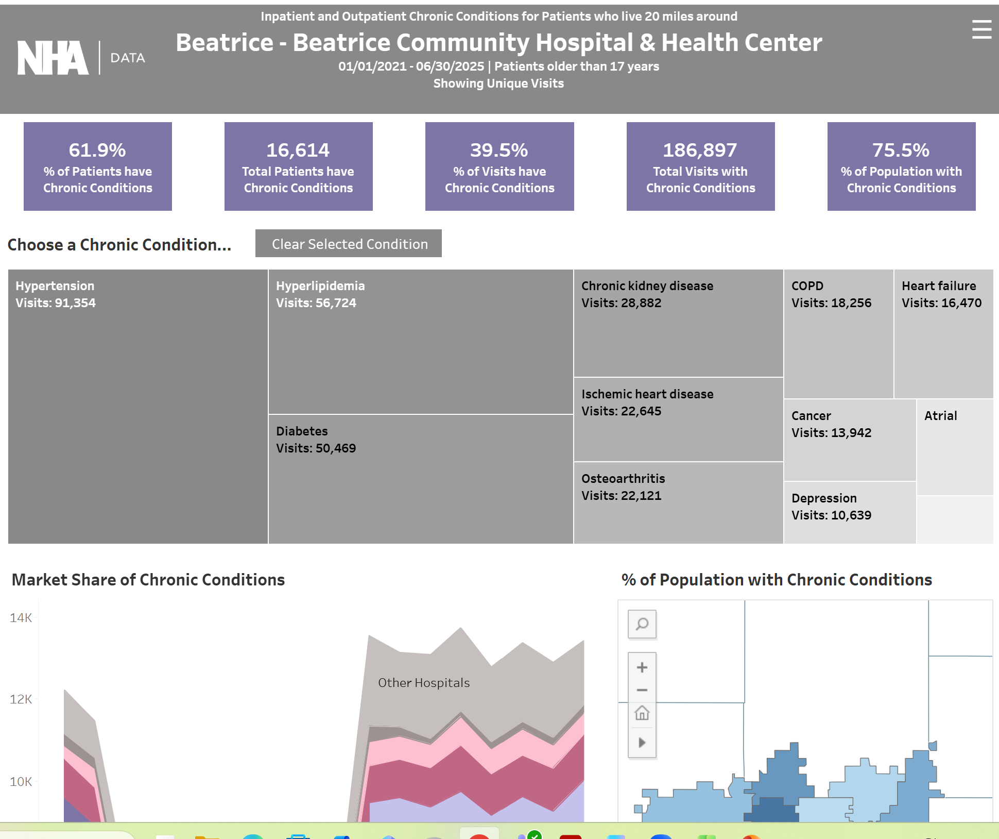 Inpatient and Outpatient Chronic Conditions for Patients who live 20 miles around
Beatrice - Beatrice Community Hospital & Health Center
01/01/2021 - 06/30/2025 | Patients older than 17 years
Showing Unique Visits
NHA | DATA
61.9%
% of Patients have
Chronic Conditions
16,614
Total Patients have
Chronic Conditions
39.5%
% of Visits have
Chronic Conditions
186,897
Total Visits with
Chronic Conditions
75.5%
% of Population with
Chronic Conditions
Choose a Chronic Condition...
Clear Selected Condition
Hypertension
Visits: 91,354
Hyperlipidemia
Visits: 56,724
Diabetes
Visits: 50,469
Chronic kidney disease
Visits: 28,882
Ischemic heart disease
Visits: 22,645
Osteoarthritis
Visits: 22,121
COPD
Visits: 18,256
Heart failure
Visits: 16,470
Cancer
Visits: 13,942
Atrial
Depression
Visits: 10,639
Market Share of Chronic Conditions
14K
12K
10K
Other Hospitals
% of Population with Chronic Conditions